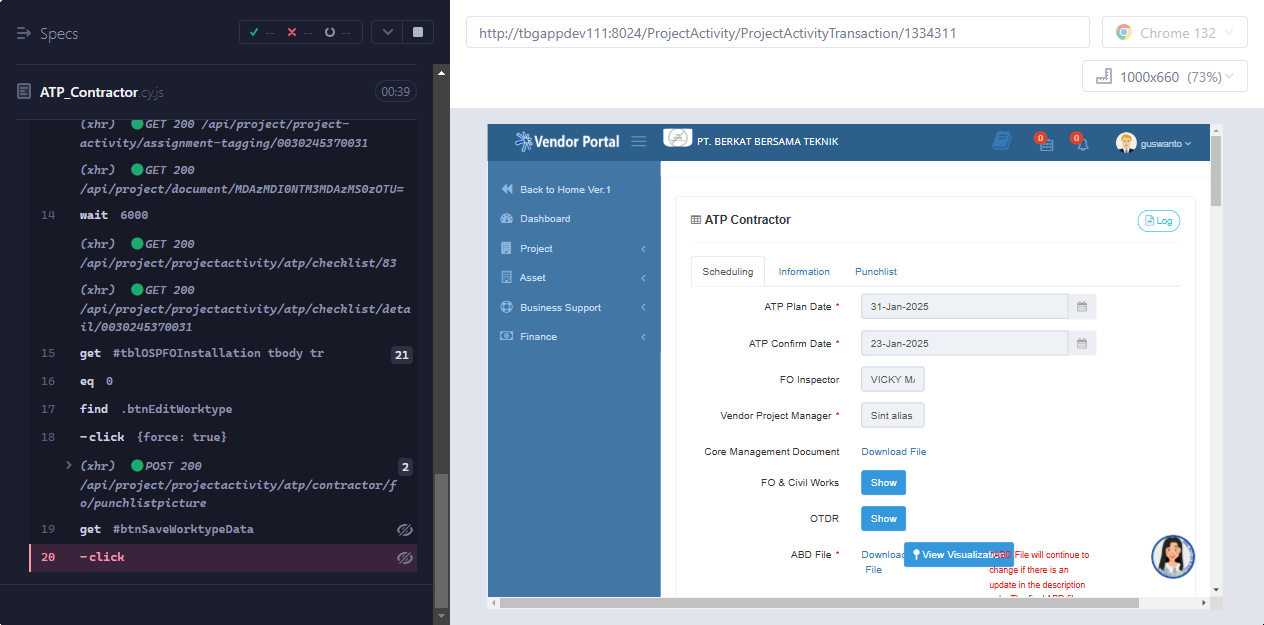 Specs
-- -- --
ATP_Contractor.cy.js
00:39
(xhr) GET 200 /api/project/project-
activity/assignment-tagging/0030245370031
(xhr) GET 200
/api/project/document/MDAzMDI0NTM3MDAzMS0zOTU=
14 wait 6000
(xhr) GET 200
/api/project/projectactivity/atp/checklist/83
(xhr) GET 200
/api/project/projectactivity/atp/checklist/deta
il/0030245370031
15 get #tblOSPFOInstallation tbody tr 21
16 eq 0
17 find .btnEditWorktype
18 -click {force: true}
(xhr) POST 200 2
/api/project/projectactivity/atp/contractor/f
o/punchlistpicture
19 get #btnSaveWorktypeData
20 -click
http://tbgappdev111:8024/ProjectActivity/ProjectActivityTransaction/1334311
Chrome 132
1000x660 (73%)
Vendor Portal
PT. BERKAT BERSAMA TEKNIK
0
0
guswanto
Back to Home Ver.1
Dashboard
Project
Asset
Business Support
Finance
ATP Contractor
Log
Scheduling Information Punchlist
ATP Plan Date * 31-Jan-2025
ATP Confirm Date * 23-Jan-2025
FO Inspector VICKY MA
Vendor Project Manager * Sint alias
Core Management Document Download File
FO & Civil Works Show
OTDR Show
ABD File * Download
File
View Visualization
File will continue to
change if there is an
update in the description